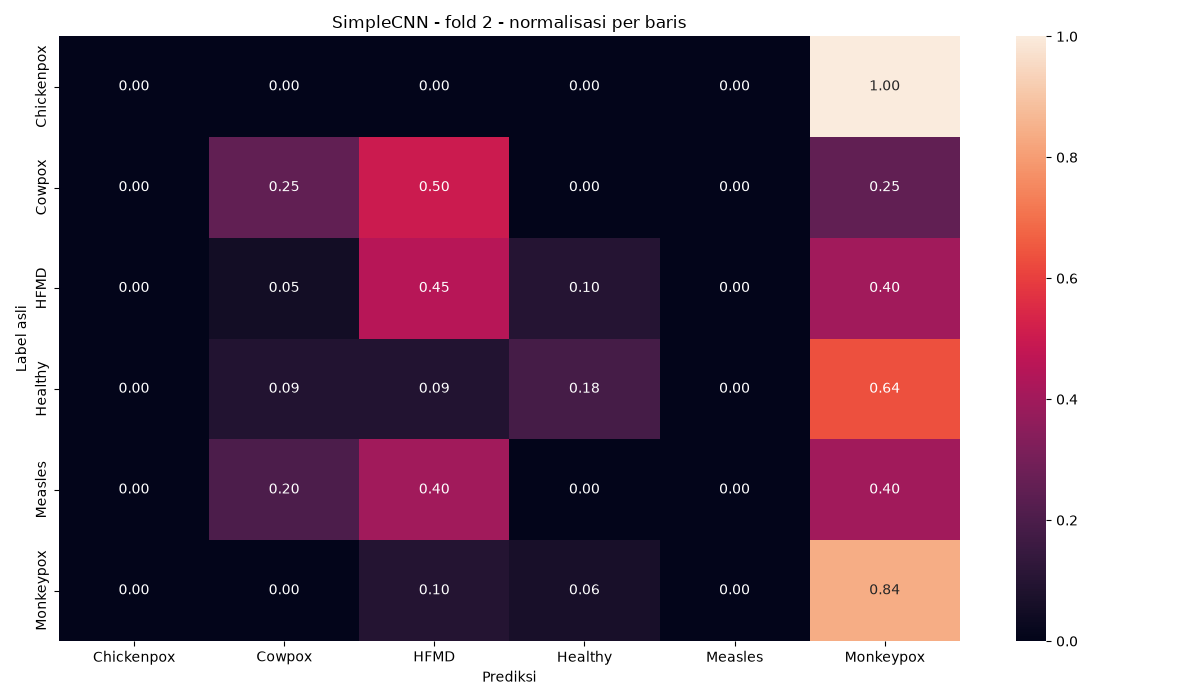 SimpleCNN - fold 2 - normalisasi per baris
Label asli
Chickenpox 0.00 0.00 0.00 0.00 0.00 1.00
Cowpox 0.00 0.25 0.50 0.00 0.00 0.25
HFMD 0.00 0.05 0.45 0.10 0.00 0.40
Healthy 0.00 0.09 0.09 0.18 0.00 0.64
Measles 0.00 0.20 0.40 0.00 0.00 0.40
Monkeypox 0.00 0.00 0.10 0.06 0.00 0.84
Chickenpox Cowpox HFMD Healthy Measles Monkeypox
Prediksi
1.0
0.8
0.6
0.4
0.2
0.0